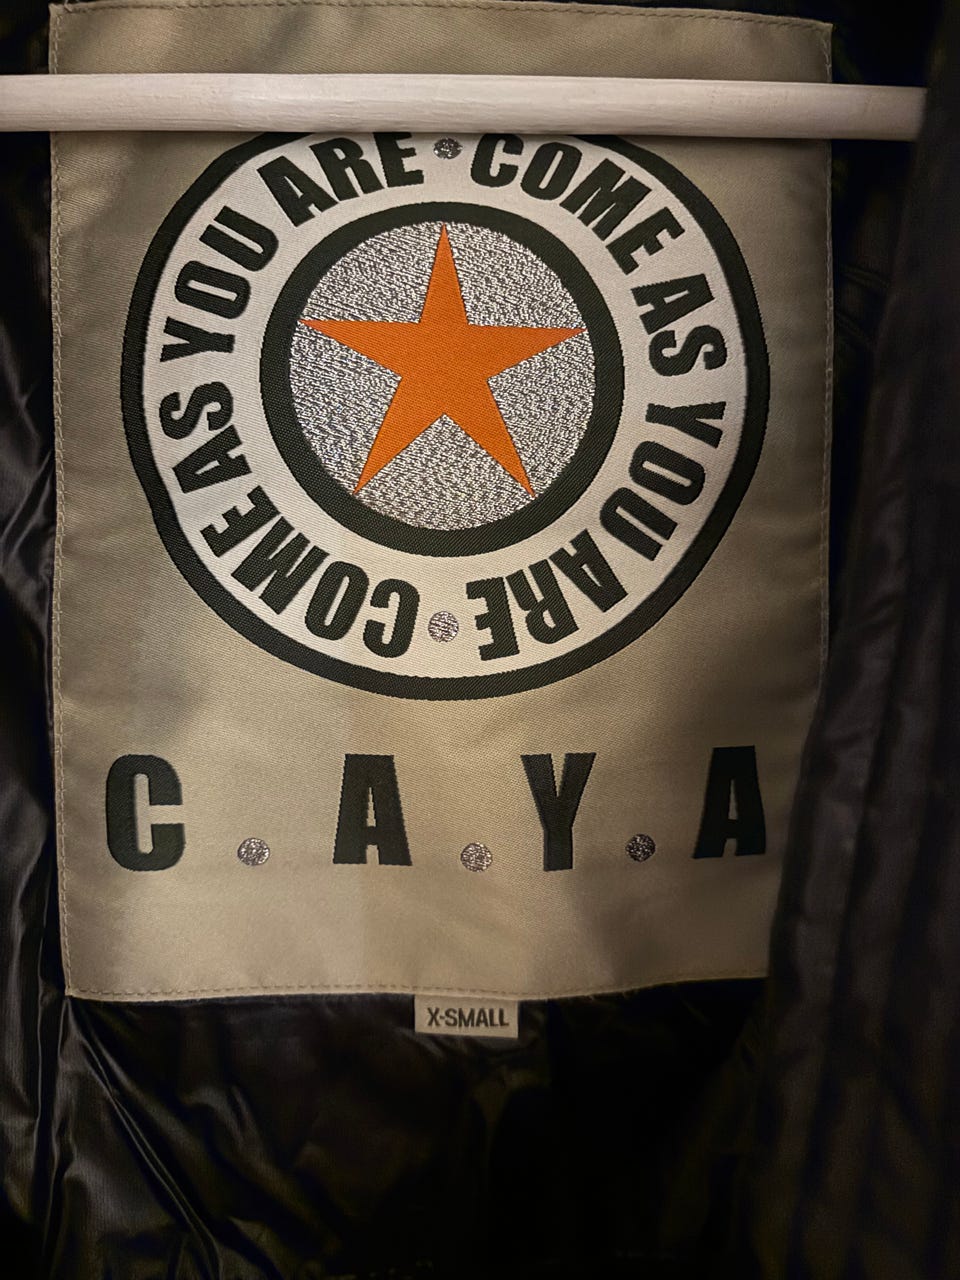 COME AS YOU ARE • COME AS YOU ARE •
C.A.Y.A
X-SMALL